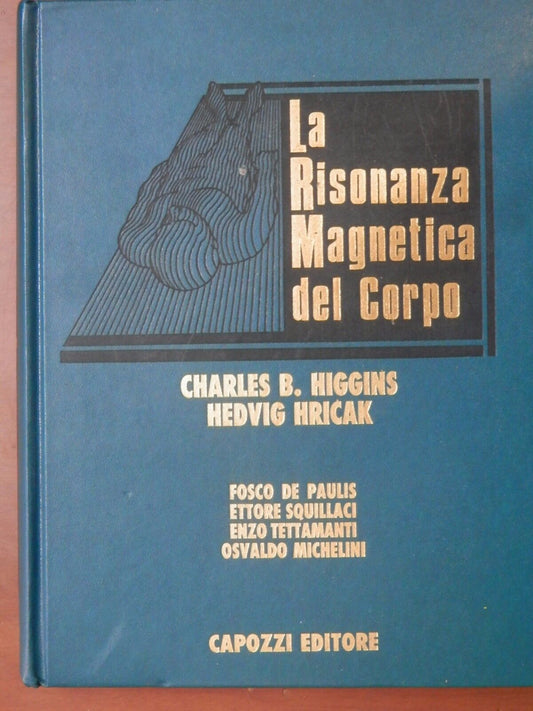 La
Risonanza
Magnetica
del Corpo
CHARLES B. HIGGINS
HEDVIG HRICAK
FOSCO DE PAULIS
ETTORE SQUILLACI
ENZO TETTAMANTI
OSVALDO MICHELINI
CAPOZZI EDITORE